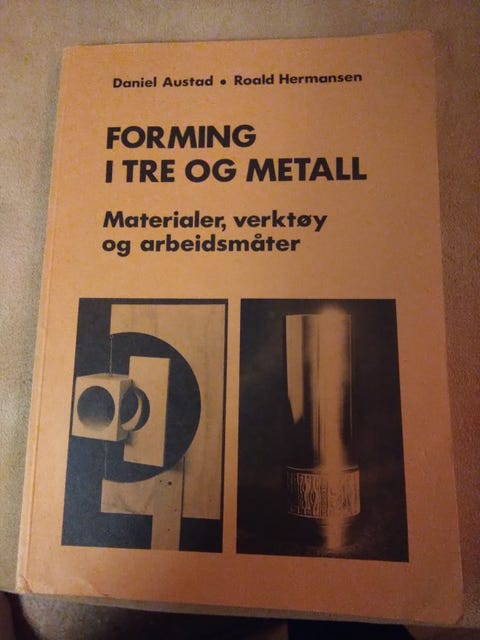 Daniel Austad • Roald Hermansen
FORMING
I TRE OG METALL
Materialer, verktøy
og arbeidsmåter